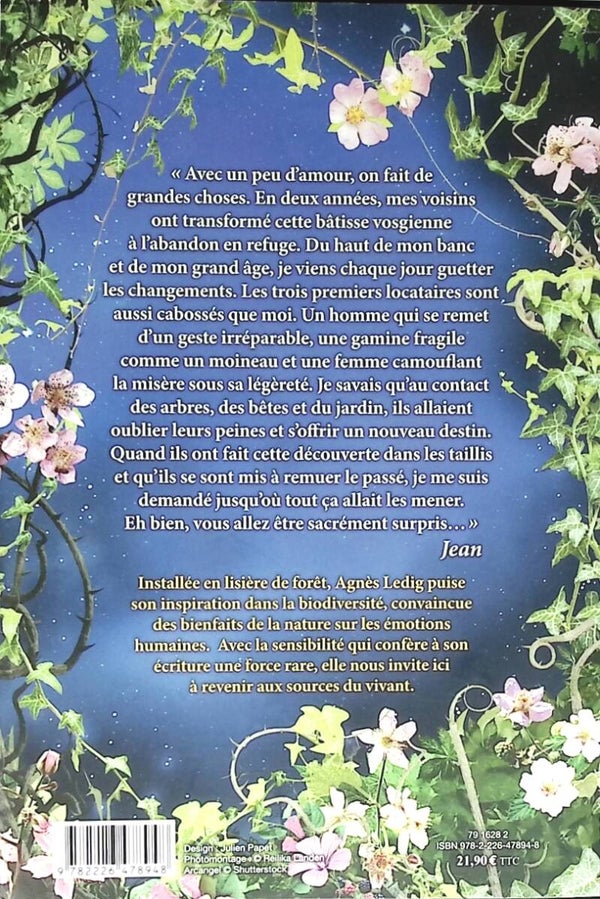 « Avec un peu d'amour, on fait de
grandes choses. En deux années, mes voisins
ont transformé cette bâtisse vosgienne
à l'abandon en refuge. Du haut de mon banc
et de mon grand âge, je viens chaque jour guetter
les changements. Les trois premiers locataires sont
aussi cabossés que moi. Un homme qui se remet
d'un geste irréparable, une gamine fragile
comme un moineau et une femme camouflant
la misère sous sa légèreté. Je savais qu'au contact
des arbres, des bêtes et du jardin, ils allaient
oublier leurs peines et s'offrir un nouveau destin.
Quand ils ont fait cette découverte dans les taillis
et qu'ils se sont mis à remuer le passé, je me suis
demandé jusqu'où tout ça allait les mener.
Eh bien, vous allez être sacrément surpris… »
Jean
Installée en lisière de forêt, Agnès Ledig puise
son inspiration dans la biodiversité, convaincue
des bienfaits de la nature sur les émotions
humaines. Avec la sensibilité qui confère à son
écriture une force rare, elle nous invite ici
à revenir aux sources du vivant.
9 782226 478948
Design : Julien Papet
Photomontage : © Reilika Landen
Arcangel © Shutterstock
79 1628 2
ISBN 978-2-226-47894-8
21,90 € TTC